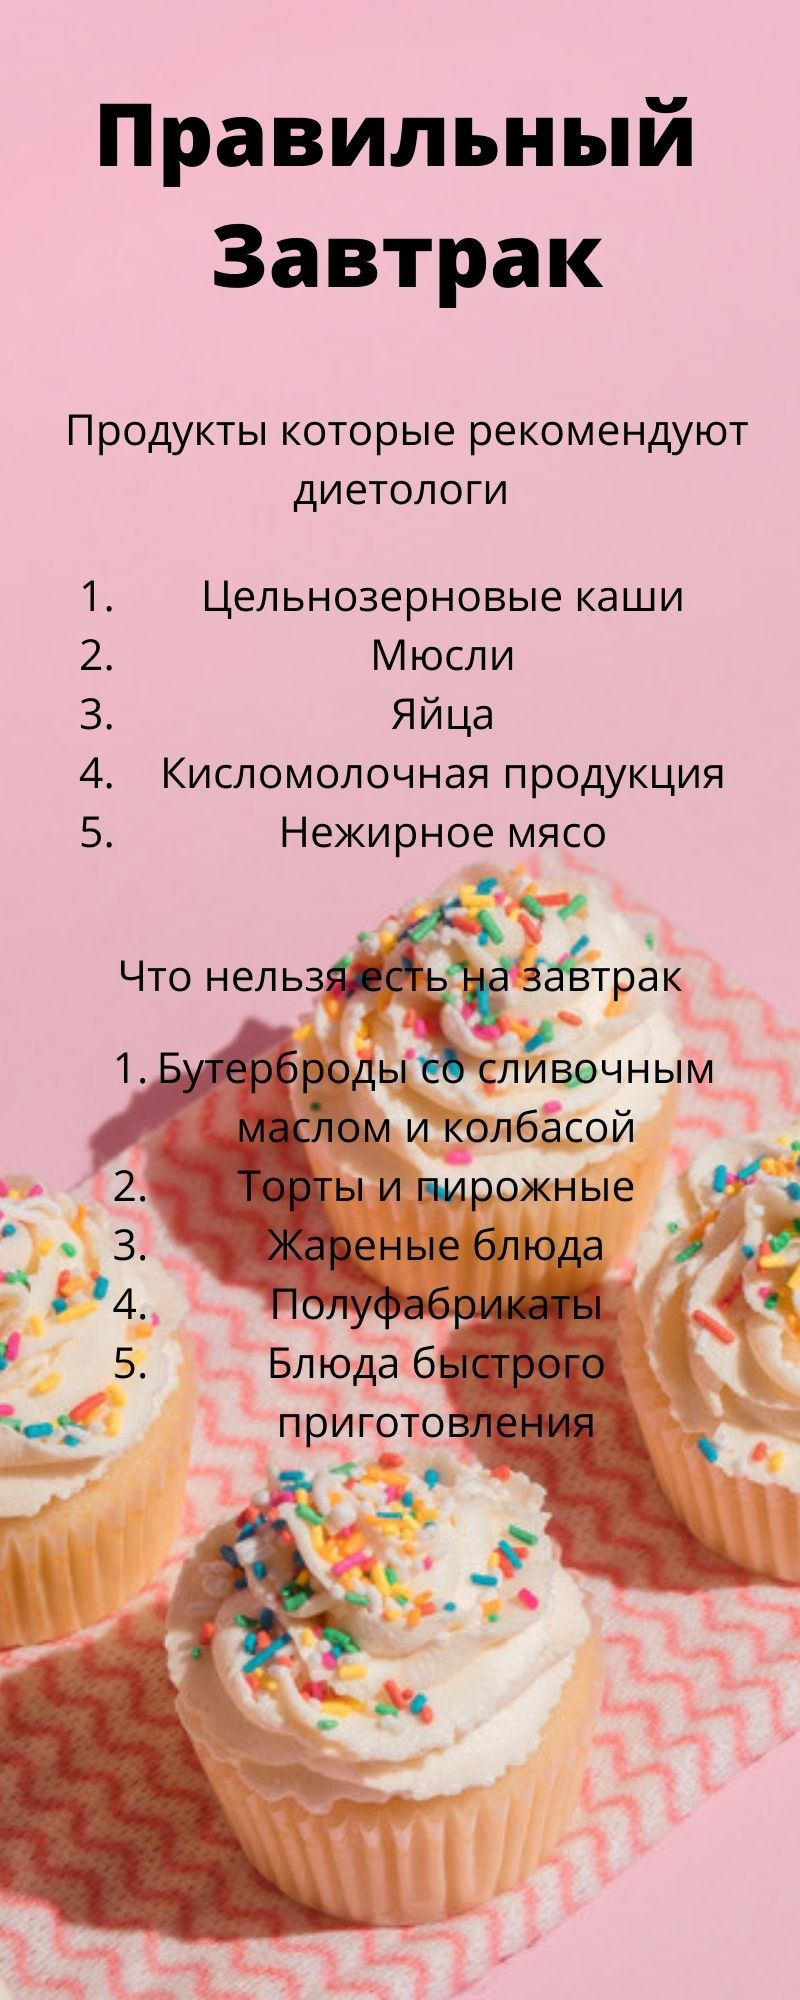 Правильный
Завтрак
Продукты которые рекомендуют
диетологи
1. Цельнозерновые каши
2. Мюсли
3. Яйца
4. Кисломолочная продукция
5. Нежирное мясо
Что нельзя есть на завтрак
1. Бутерброды со сливочным
маслом и колбасой
2. Торты и пирожные
3. Жареные блюда
4. Полуфабрикаты
5. Блюда быстрого
приготовления